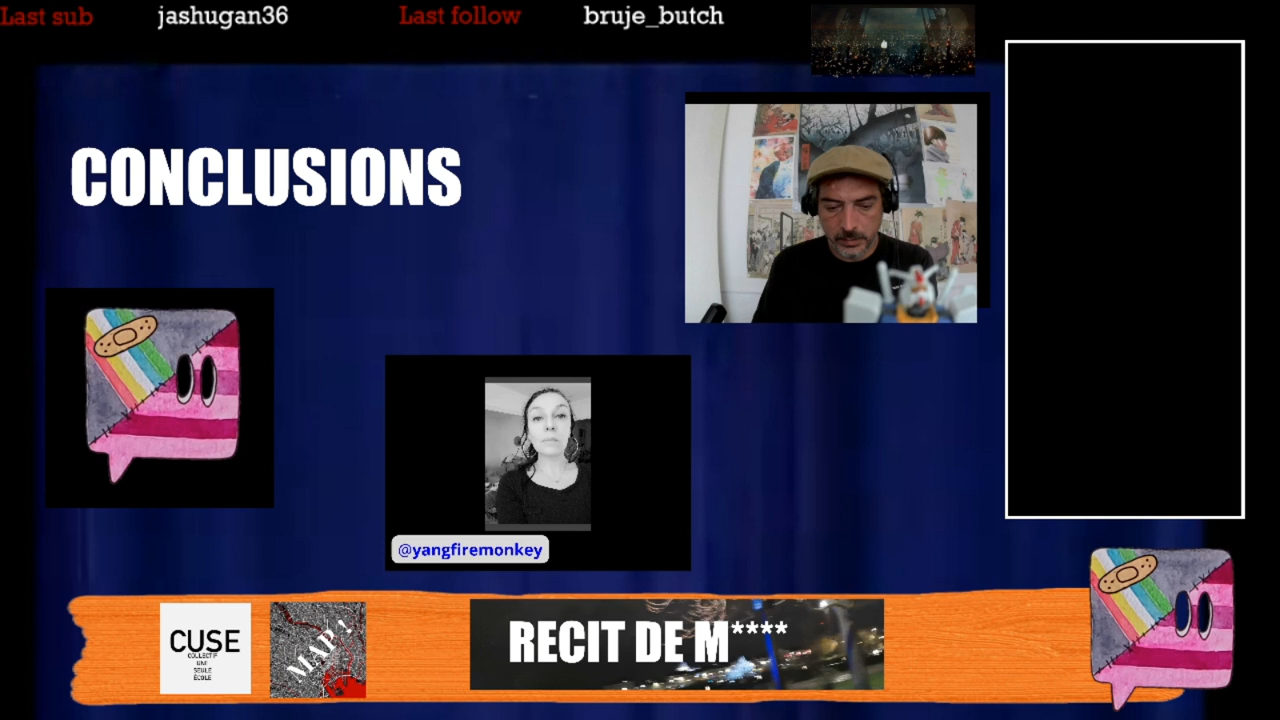 Last sub jashugan36 Last follow bruje_butch
CONCLUSIONS
@yangfiremonkey
CUSE
COLLECTIF
UNE
SEULE
ÉCOLE
MAP !
RECIT DE M****